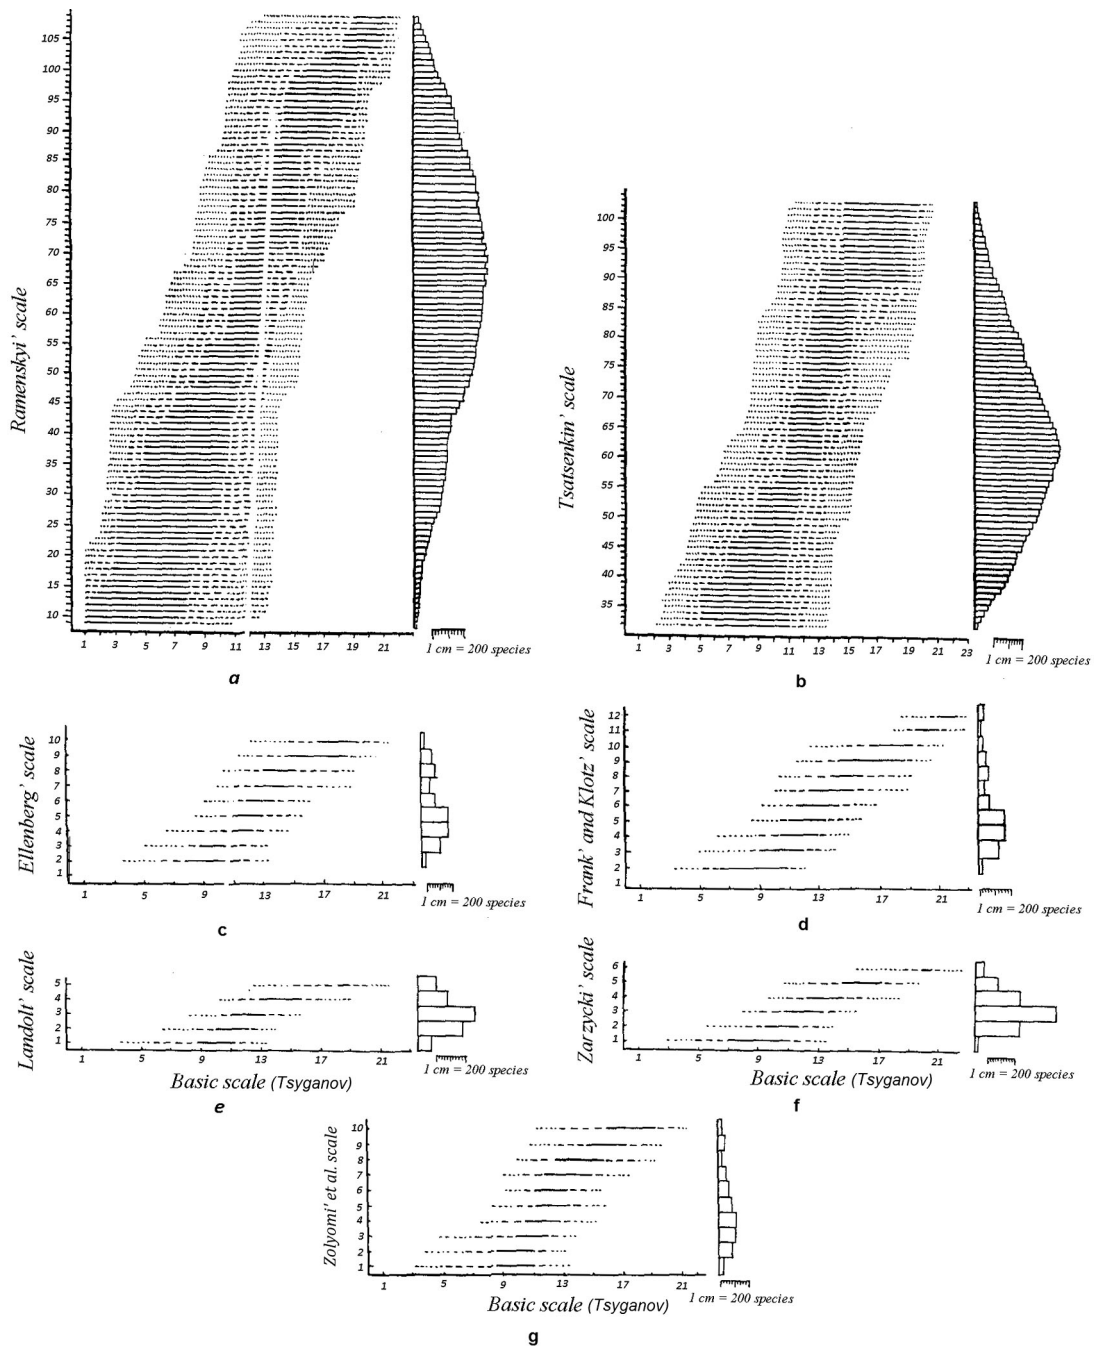 105
100
95
90
85
80
75
70
65
60
55
50
45
40
35
30
25
20
15
10
Ramenskyi' scale
1 3 5 7 9 11 13 15 17 19 21
1 cm = 200 species
a
100
95
90
85
80
75
70
65
60
55
50
45
40
35
Tsatsenkin' scale
1 3 5 7 9 11 13 15 17 19 21 23
1 cm = 200 species
b
Ellenberg' scale
10
9
8
7
6
5
4
3
2
1
1 5 9 13 17 21
1 cm = 200 species
c
Frank' and Klotz' scale
12
11
10
9
8
7
6
5
4
3
2
1
1 5 9 13 17 21
1 cm = 200 species
d
Landolt' scale
5
4
3
2
1
1 5 9 13 17 21
1 cm = 200 species
Basic scale (Tsyganov)
e
Zarzycki' scale
6
5
4
3
2
1
1 5 9 13 17 21
1 cm = 200 species
Basic scale (Tsyganov)
f
Zolyomi' et al. scale
10
9
8
7
6
5
4
3
2
1
1 5 9 13 17 21
1 cm = 200 species
Basic scale (Tsyganov)
g